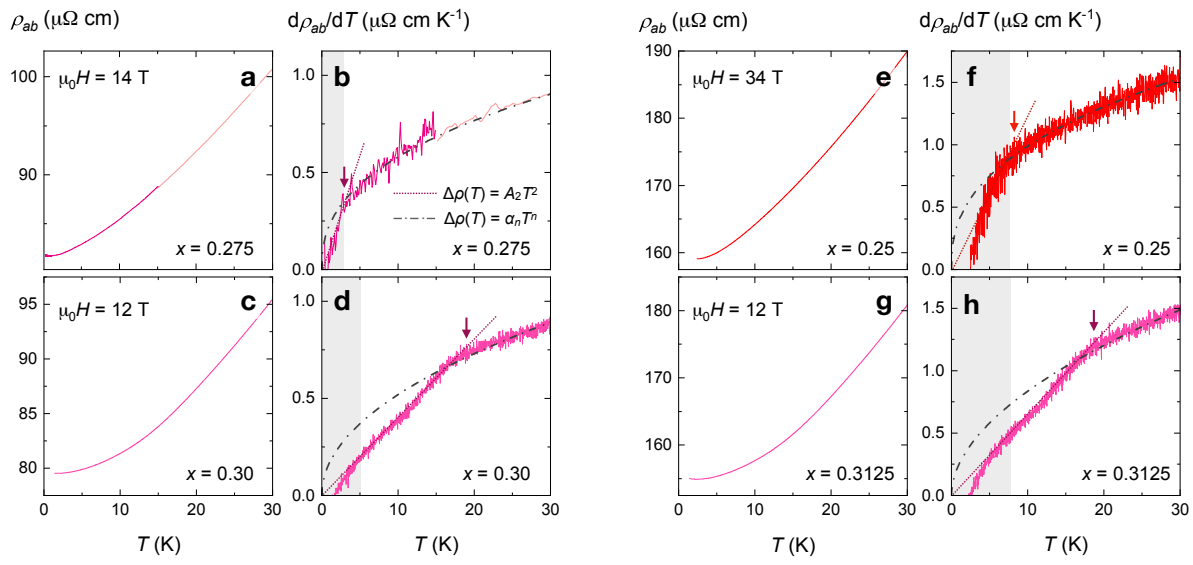 ρab (μΩ cm)
dρab/dT (μΩ cm K-1)
ρab (μΩ cm)
dρab/dT (μΩ cm K-1)
100
90
μ0H = 14 T
a
x = 0.275
1.0
0.5
0.0
b
Δρ(T) = A2T2
Δρ(T) = αnTn
x = 0.275
190
180
170
160
μ0H = 34 T
e
x = 0.25
1.5
1.0
0.5
0.0
f
x = 0.25
95
90
85
80
μ0H = 12 T
c
x = 0.30
0 10 20 30
1.0
0.5
0.0
d
x = 0.30
0 10 20 30
180
170
160
μ0H = 12 T
g
x = 0.3125
0 10 20 30
1.5
1.0
0.5
0.0
h
x = 0.3125
0 10 20 30
T (K)
T (K)
T (K)
T (K)